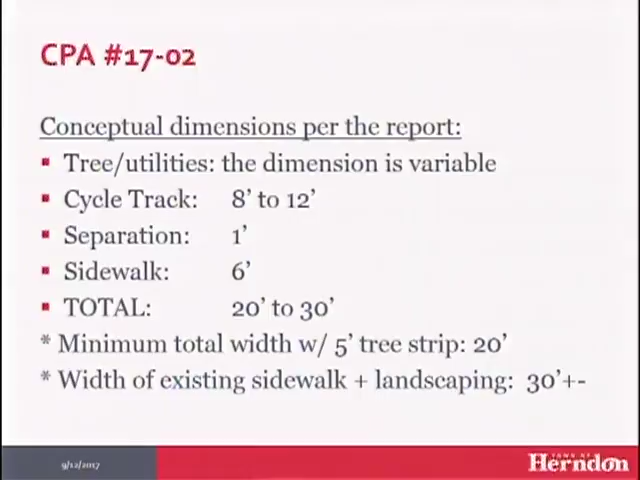 CPA #17-02
Conceptual dimensions per the report:
Tree/utilities: the dimension is variable
Cycle Track: 8' to 12'
Separation: 1'
Sidewalk: 6'
TOTAL: 20' to 30'
* Minimum total width w/ 5' tree strip: 20'
* Width of existing sidewalk + landscaping: 30'+-
9/12/2017
TOWN OF
Herndon